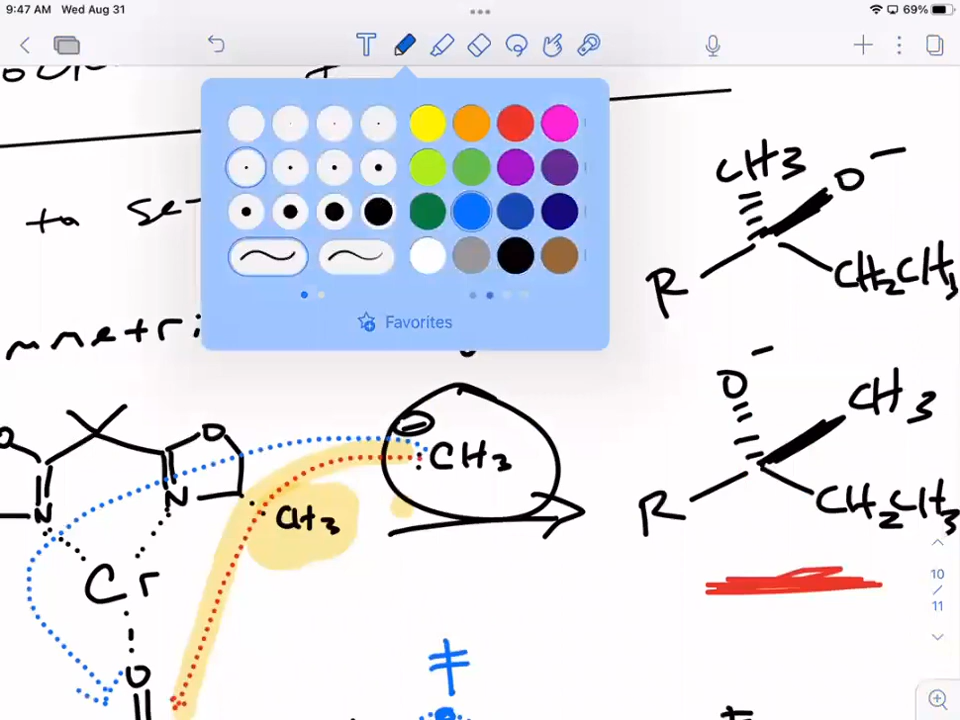 9:47 AM Wed Aug 31
69%
T
to se-
Favorites
mmetri
CH3
O−
R
CH2CH3
O−
CH3
R
CH2CH3
O
N
N
CH3
−
:CH3
Cr
O
‡
10
/
11